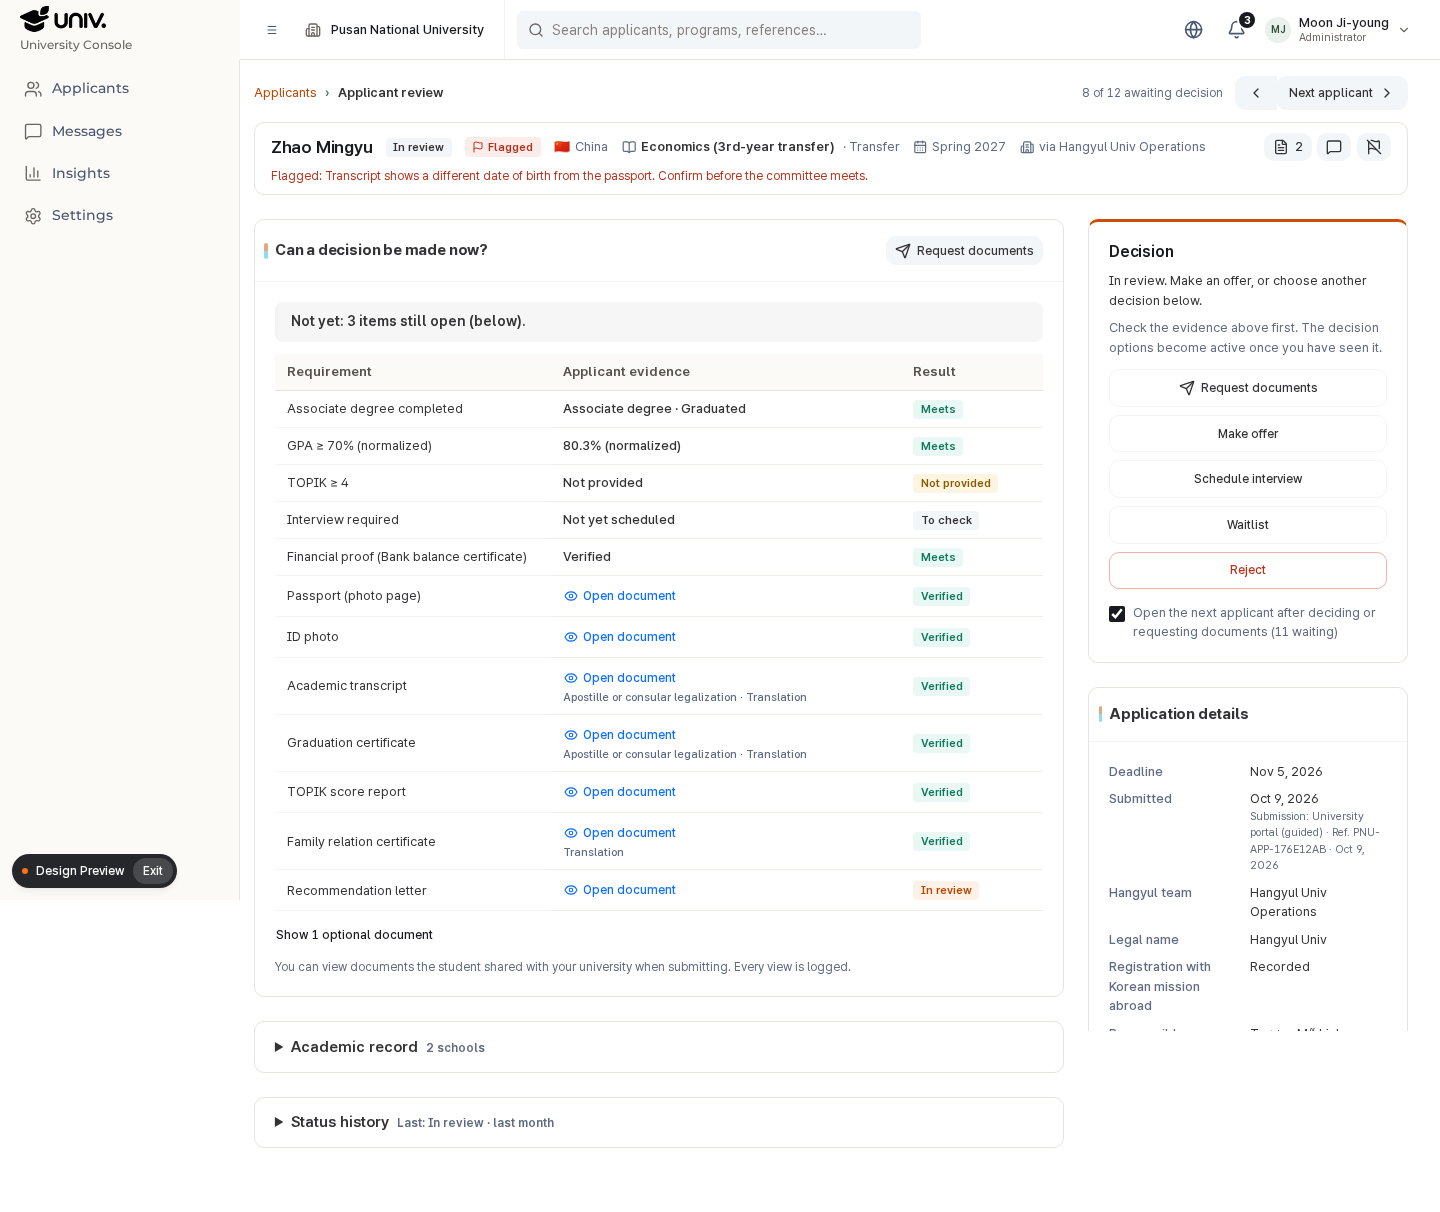 UNIV.
University Console
Applicants
Messages
Insights
Settings
Design Preview
Exit
Pusan National University
Search applicants, programs, references...
3
MJ
Moon Ji-young
Administrator
Applicants › Applicant review
8 of 12 awaiting decision
Next applicant
Zhao Mingyu
In review
Flagged
China
Economics (3rd-year transfer) · Transfer
Spring 2027
via Hangyul Univ Operations
2
Flagged: Transcript shows a different date of birth from the passport. Confirm before the committee meets.
Can a decision be made now?
Request documents
Not yet: 3 items still open (below).
Requirement Applicant evidence Result
Associate degree completed Associate degree · Graduated Meets
GPA ≥ 70% (normalized) 80.3% (normalized) Meets
TOPIK ≥ 4 Not provided Not provided
Interview required Not yet scheduled To check
Financial proof (Bank balance certificate) Verified Meets
Passport (photo page) Open document Verified
ID photo Open document Verified
Academic transcript Open document Verified
Apostille or consular legalization · Translation
Graduation certificate Open document Verified
Apostille or consular legalization · Translation
TOPIK score report Open document Verified
Family relation certificate Open document Verified
Translation
Recommendation letter Open document In review
Show 1 optional document
You can view documents the student shared with your university when submitting. Every view is logged.
Academic record 2 schools
Status history Last: In review · last month
Decision
In review. Make an offer, or choose another
decision below.
Check the evidence above first. The decision
options become active once you have seen it.
Request documents
Make offer
Schedule interview
Waitlist
Reject
Open the next applicant after deciding or
requesting documents (11 waiting)
Application details
Deadline Nov 5, 2026
Submitted Oct 9, 2026
Submission: University
portal (guided) · Ref. PNU-
APP-176E12AB · Oct 9,
2026
Hangyul team Hangyul Univ
Operations
Legal name Hangyul Univ
Registration with Recorded
Korean mission
abroad